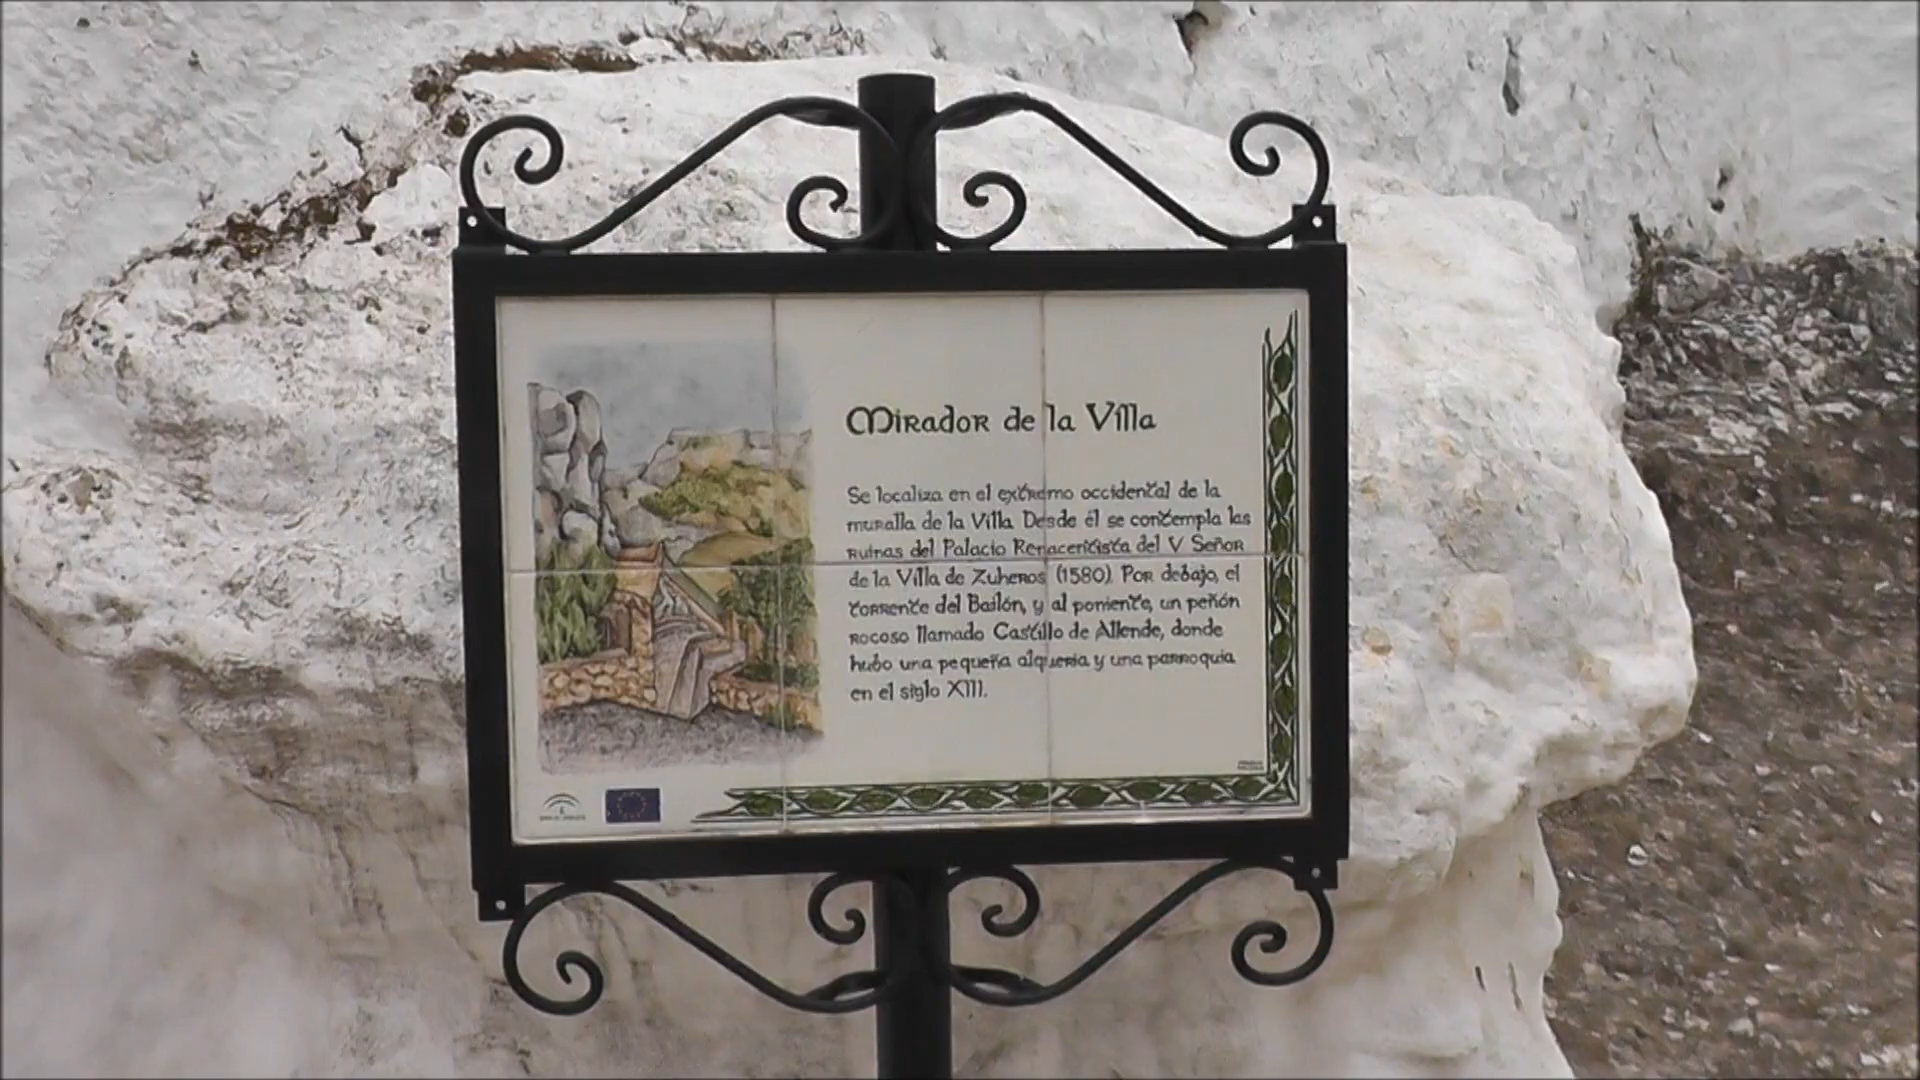 Mirador de la Villa
Se localiza en el extremo occidental de la
muralla de la Villa. Desde él se contempla las
ruinas del Palacio Renacentista del V Señor
de la Villa de Zuheros (1580). Por debajo, el
torrente del Bailón, y al poniente, un peñón
rocoso llamado Castillo de Allende, donde
hubo una pequeña alquería y una parroquia
en el siglo XIII.